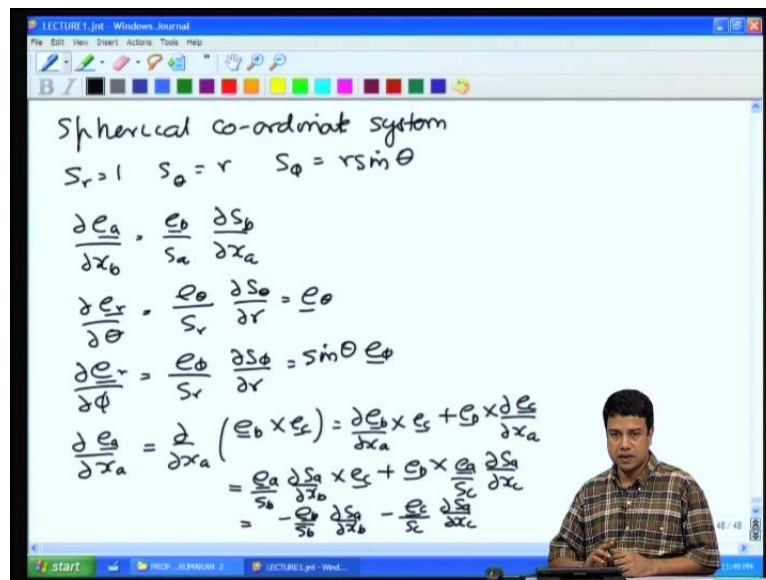 LECTURE1.jnt - Windows Journal
File Edit View Insert Actions Tools Help
B I
Spherical co-ordinate system
S_r = 1 S_θ = r S_φ = r sin θ
∂e_a/∂x_b = e_b/S_a ∂S_b/∂x_a
∂e_r/∂θ = e_θ/S_r ∂S_θ/∂r = e_θ
∂e_r/∂φ = e_φ/S_r ∂S_φ/∂r = sin θ e_φ
∂e_a/∂x_a = ∂/∂x_a (e_b × e_c) = ∂e_b/∂x_a × e_c + e_b × ∂e_c/∂x_a
= e_a/S_b ∂S_a/∂x_b × e_c + e_b × e_a/S_c ∂S_a/∂x_c
= - e_b/S_b ∂S_a/∂x_b - e_c/S_c ∂S_a/∂x_c
48 / 48
start LECTURE1.jnt - Wind...